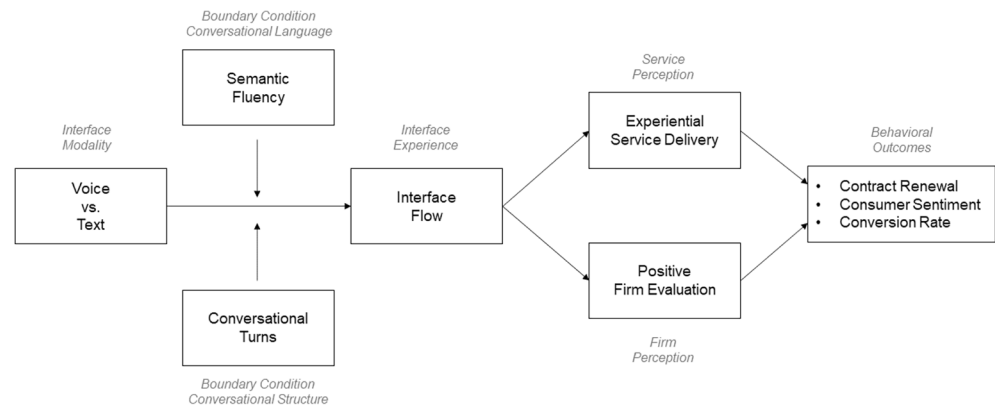 Boundary Condition
Conversational Language
Semantic
Fluency
Interface
Modality
Voice
vs.
Text
Conversational
Turns
Boundary Condition
Conversational Structure
Interface
Experience
Interface
Flow
Service
Perception
Experiential
Service Delivery
Positive
Firm Evaluation
Firm
Perception
Behavioral
Outcomes
• Contract Renewal
• Consumer Sentiment
• Conversion Rate